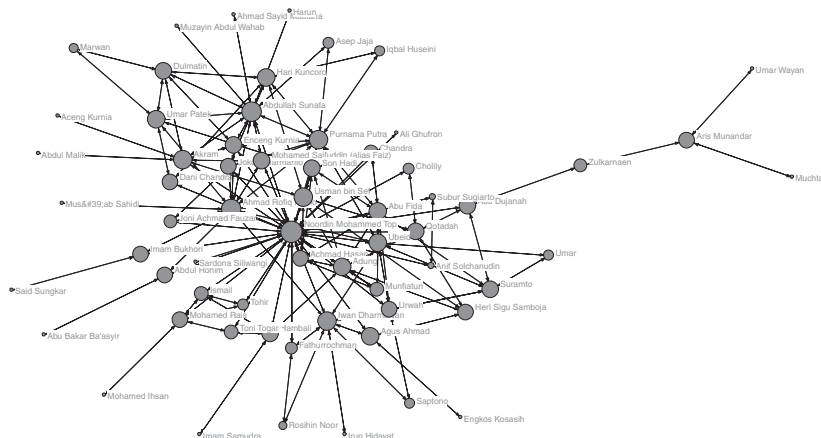 Harun
Ahmad Sayid
Muzayin Abdul Wahab
Asep Jaja
Marwan
Iqbal Huseini
Dulmatin
Hari Kuncoro
Umar Wayan
Abdullah Sunata
Aceng Kurnia
Umar Patek
Purnama Putra
Ali Ghufron
Aris Munandar
Enceng Kurnia
Chandra
Abdul Malik
Akram
Mohamed Saifuddin (alias Faiz)
Son Hadi
Cholily
Zulkarnaen
Dani Chandra
Usman bin Sef
Subur Sugiarto
Mus&#39;ab Sahidi
Ahmad Rofiq
Abu Fida
Dujanah
Joni Achmad Fauzan
Noordin Mohammed Top
Qotadah
Ubeid
Imam Bukhori
Achmad Hasan
Umar
Sardona Siliwangi
Adung
Anif Solchanudin
Abdul Rohim
Said Sungkar
Ismail
Munfiatun
Suramto
Tohir
Urwah
Heri Sigu Samboja
Mohamed Rais
Iwan Dharmawan
Toni Togar
Hambali
Agus Ahmad
Abu Bakar Ba'asyir
Fathurrochman
Mohamed Ihsan
Saptono
Engkos Kosasih
Rosihin Noor
Imam Samudra
Irun Hidayat